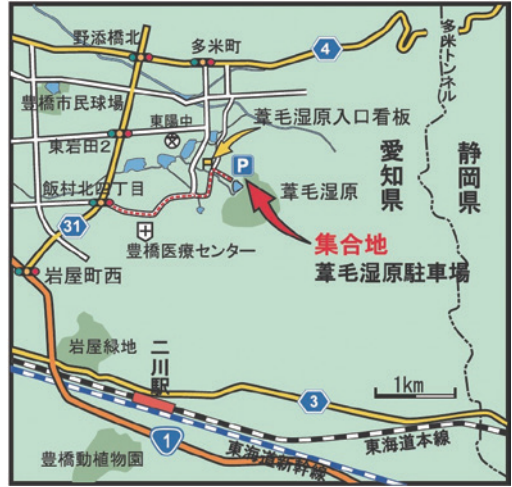 野添橋北
多米町
4
多米トンネル
豊橋市民球場
東陽中
葦毛湿原入口看板
東岩田2
P
愛知県
静岡県
飯村北四丁目
葦毛湿原
31
豊橋医療センター
集合地
葦毛湿原駐車場
岩屋町西
岩屋緑地
二川駅
3
1km
1
東海道本線
東海道新幹線
豊橋動植物園